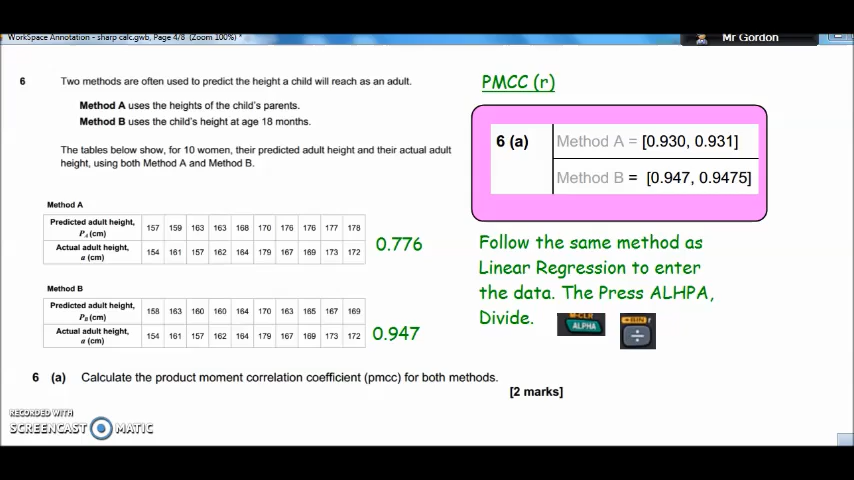 WorkSpace Annotation - sharp calc.gwb, Page 4/8 (Zoom 100%) *
Mr Gordon
6 Two methods are often used to predict the height a child will reach as an adult.
Method A uses the heights of the child's parents.
Method B uses the child's height at age 18 months.
The tables below show, for 10 women, their predicted adult height and their actual adult
height, using both Method A and Method B.
Method A
Predicted adult height, P_A (cm) 157 159 163 163 168 170 176 176 177 178
Actual adult height, a (cm) 154 161 157 162 164 179 167 169 173 172
0.776
Method B
Predicted adult height, P_B (cm) 158 163 160 160 164 170 163 165 167 169
Actual adult height, a (cm) 154 161 157 162 164 179 167 169 173 172
0.947
6 (a) Calculate the product moment correlation coefficient (pmcc) for both methods.
[2 marks]
PMCC (r)
6 (a) Method A = [0.930, 0.931]
Method B = [0.947, 0.9475]
Follow the same method as
Linear Regression to enter
the data. The Press ALHPA,
Divide.
M-CLR
ALPHA
r
÷
RECORDED WITH
SCREENCAST MATIC